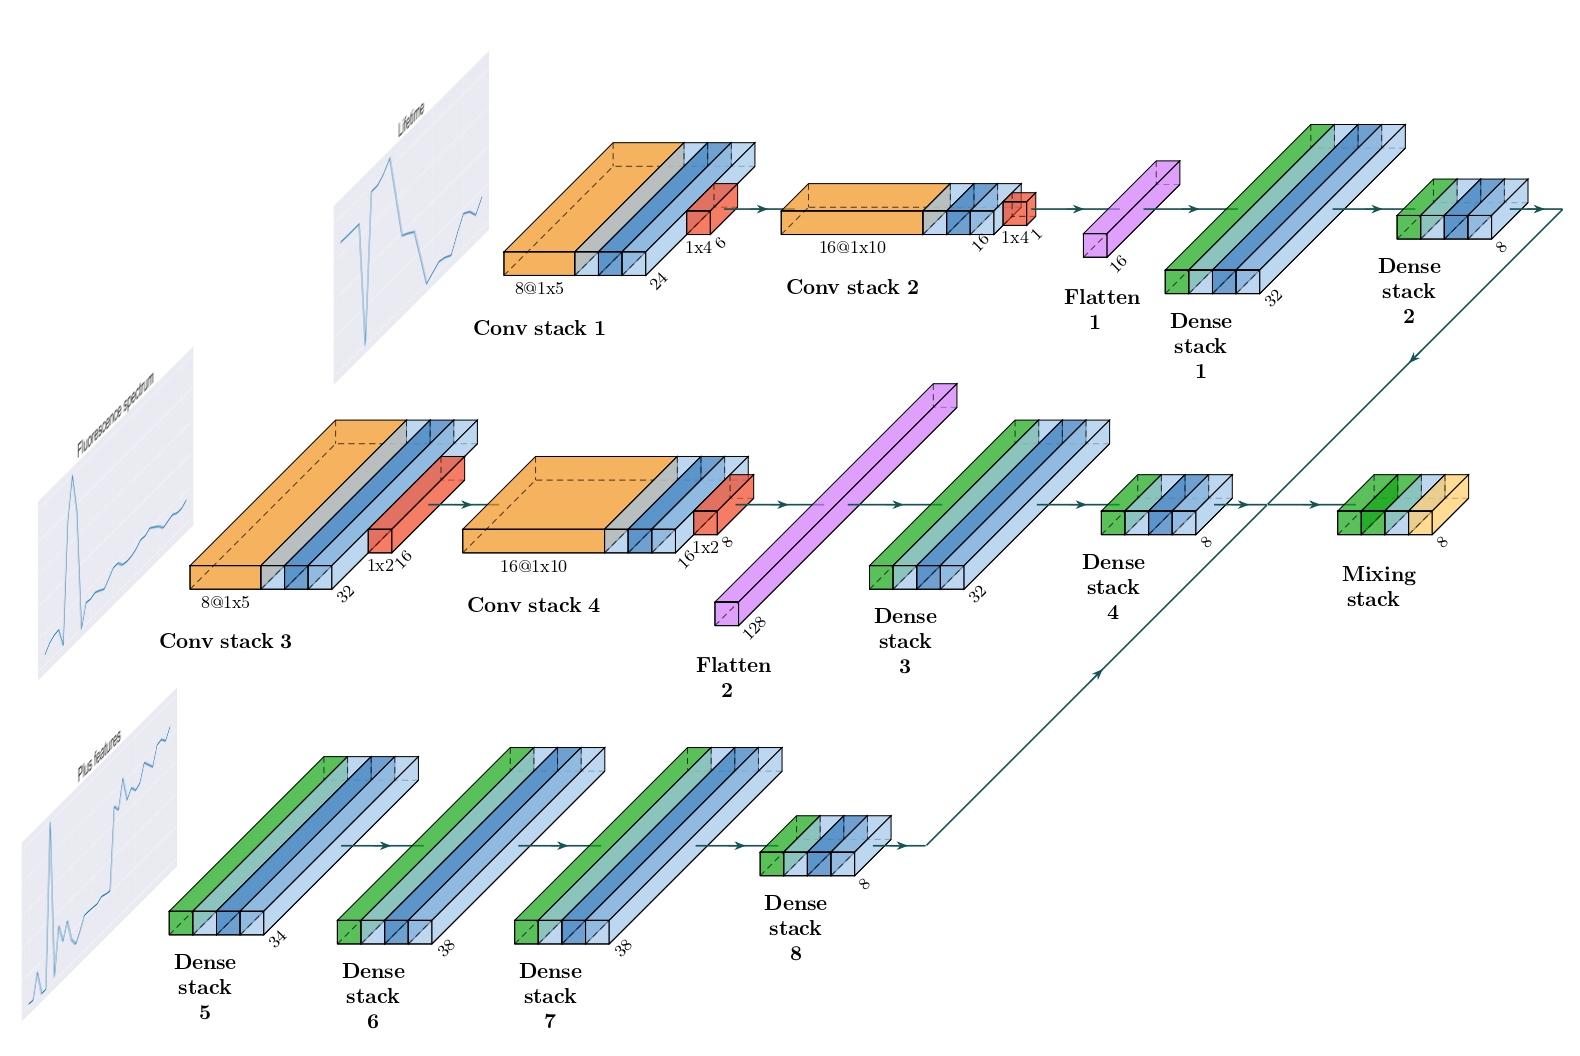 Lifetime
8@1x5
24
1x4
6
Conv stack 1
16@1x10
16
1x4
1
Conv stack 2
16
Flatten
1
32
Dense
stack
1
8
Dense
stack
2
Fluorescence spectrum
8@1x5
32
1x2
16
Conv stack 3
16@1x10
16
1x2
8
Conv stack 4
128
Flatten
2
32
Dense
stack
3
8
Dense
stack
4
8
Mixing
stack
Plus features
34
Dense
stack
5
38
Dense
stack
6
38
Dense
stack
7
8
Dense
stack
8